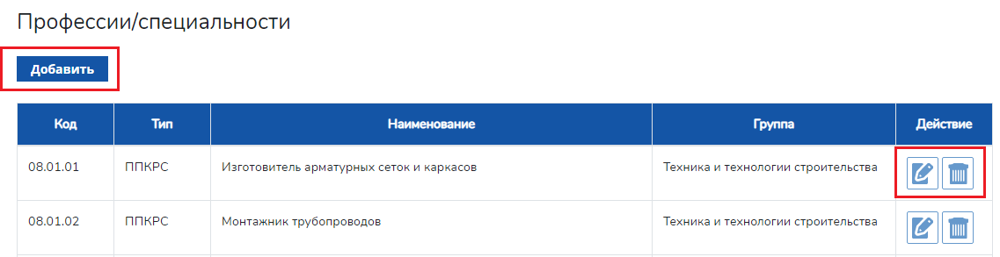 Профессии/специальности
Добавить
Код Тип Наименование Группа Действие
08.01.01 ППКРС Изготовитель арматурных сеток и каркасов Техника и технологии строительства
08.01.02 ППКРС Монтажник трубопроводов Техника и технологии строительства